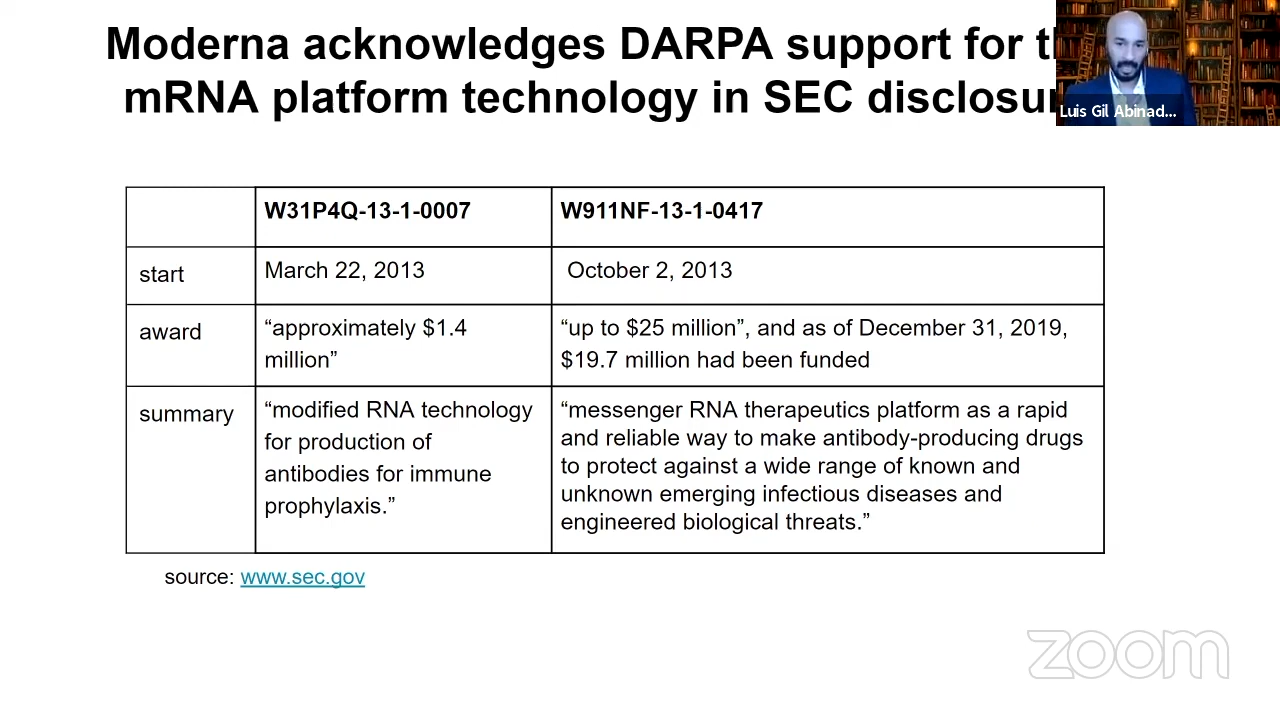 Moderna acknowledges DARPA support for
mRNA platform technology in SEC
Luis Gil Abinad...
W31P4Q-13-1-0007
W911NF-13-1-0417
start
March 22, 2013
October 2, 2013
award
“approximately $1.4
million”
“up to $25 million”, and as of December 31, 2019,
$19.7 million had been funded
summary
“modified RNA technology
for production of
antibodies for immune
prophylaxis.”
“messenger RNA therapeutics platform as a rapid
and reliable way to make antibody-producing drugs
to protect against a wide range of known and
unknown emerging infectious diseases and
engineered biological threats.”
source: www.sec.gov
zoom